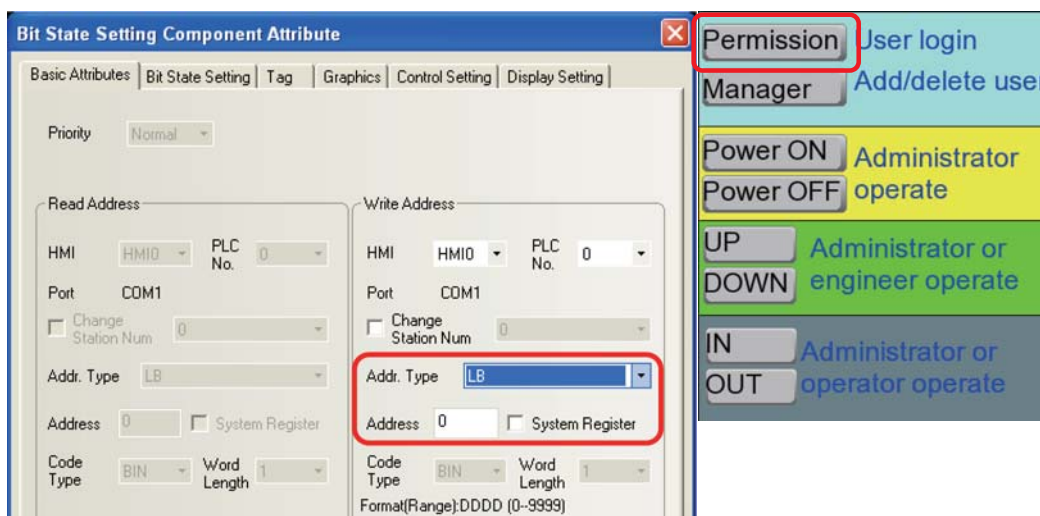 Bit State Setting Component Attribute
Basic Attributes Bit State Setting Tag Graphics Control Setting Display Setting
Priority Normal
Read Address
HMI HMI0 PLC No. 0
Port COM1
Change Station Num 0
Addr. Type LB
Address 0 System Register
Code Type BIN Word Length 1
Write Address
HMI HMI0 PLC No. 0
Port COM1
Change Station Num 0
Addr. Type LB
Address 0 System Register
Code Type BIN Word Length 1
Format(Range):DDDD (0--9999)
Permission User login
Manager Add/delete user
Power ON Administrator
Power OFF operate
UP Administrator or
DOWN engineer operate
IN Administrator or
OUT operator operate